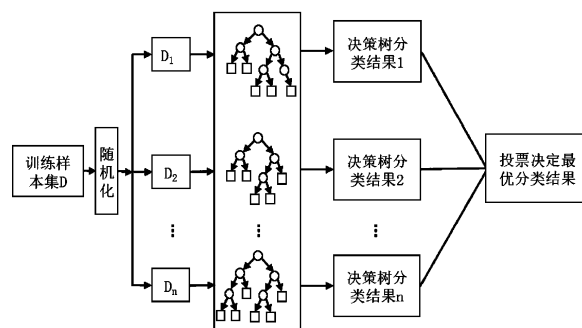 训练样
本集D
随
机
化
D1
D2
⋮
Dn
⋮
决策树分
类结果1
决策树分
类结果2
⋮
决策树分
类结果n
投票决定最
优分类结果